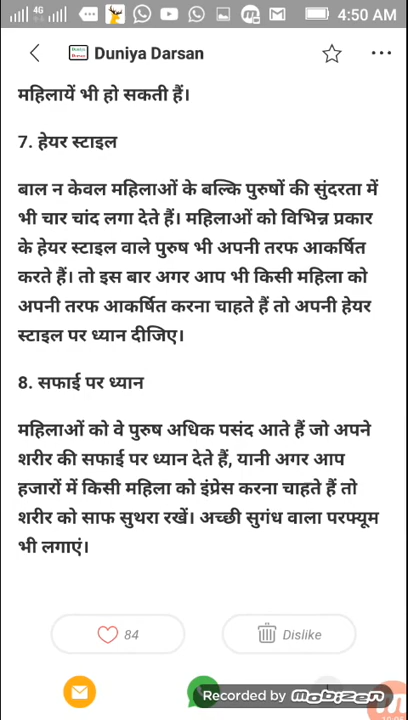 4G
4:50 AM
Duniya Darsan
महिलायें भी हो सकती हैं।
7. हेयर स्टाइल
बाल न केवल महिलाओं के बल्कि पुरुषों की सुंदरता में
भी चार चांद लगा देते हैं। महिलाओं को विभिन्न प्रकार
के हेयर स्टाइल वाले पुरुष भी अपनी तरफ आकर्षित
करते हैं। तो इस बार अगर आप भी किसी महिला को
अपनी तरफ आकर्षित करना चाहते हैं तो अपनी हेयर
स्टाइल पर ध्यान दीजिए।
8. सफाई पर ध्यान
महिलाओं को वे पुरुष अधिक पसंद आते हैं जो अपने
शरीर की सफाई पर ध्यान देते हैं, यानी अगर आप
हजारों में किसी महिला को इंप्रेस करना चाहते हैं तो
शरीर को साफ सुथरा रखें। अच्छी सुगंध वाला परफ्यूम
भी लगाएं।
84
Dislike
Recorded by mobizen